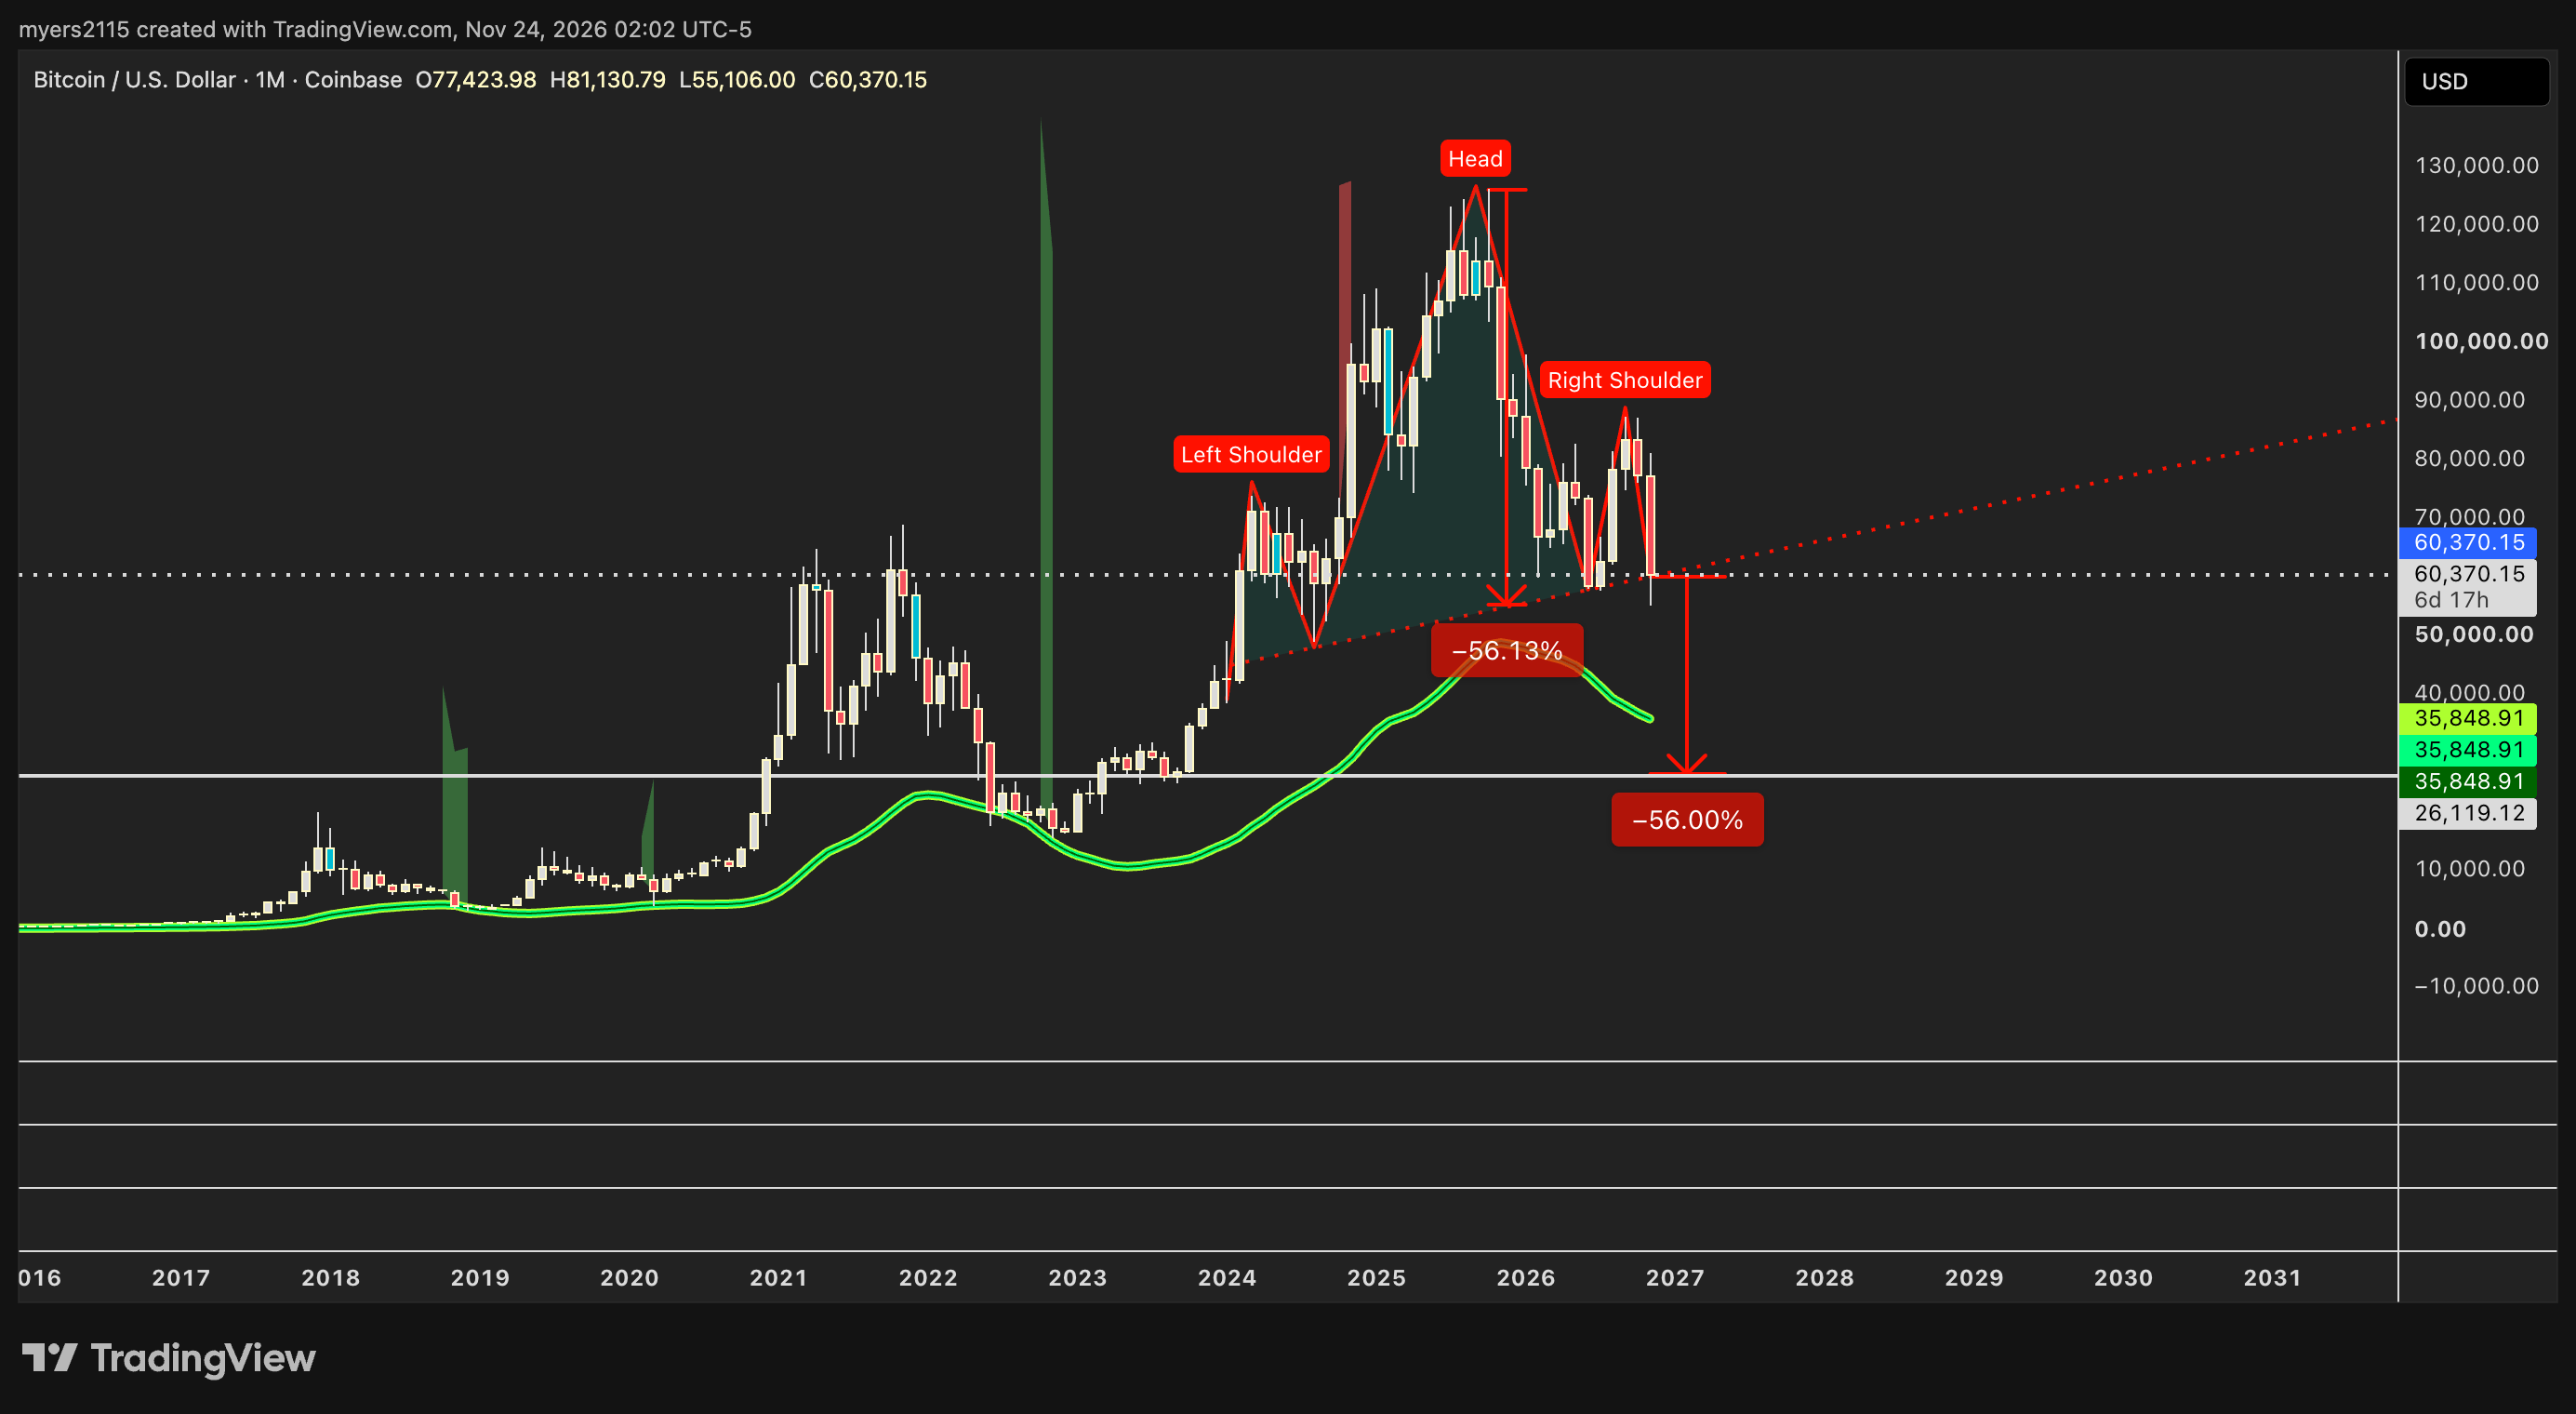 myers2115 created with TradingView.com, Nov 24, 2026 02:02 UTC-5
Bitcoin / U.S. Dollar · 1M · Coinbase O77,423.98 H81,130.79 L55,106.00 C60,370.15
USD
Head
Right Shoulder
Left Shoulder
−56.13%
−56.00%
130,000.00
120,000.00
110,000.00
100,000.00
90,000.00
80,000.00
70,000.00
60,370.15
60,370.15
6d 17h
50,000.00
40,000.00
35,848.91
35,848.91
35,848.91
26,119.12
10,000.00
0.00
−10,000.00
016 2017 2018 2019 2020 2021 2022 2023 2024 2025 2026 2027 2028 2029 2030 2031
TradingView